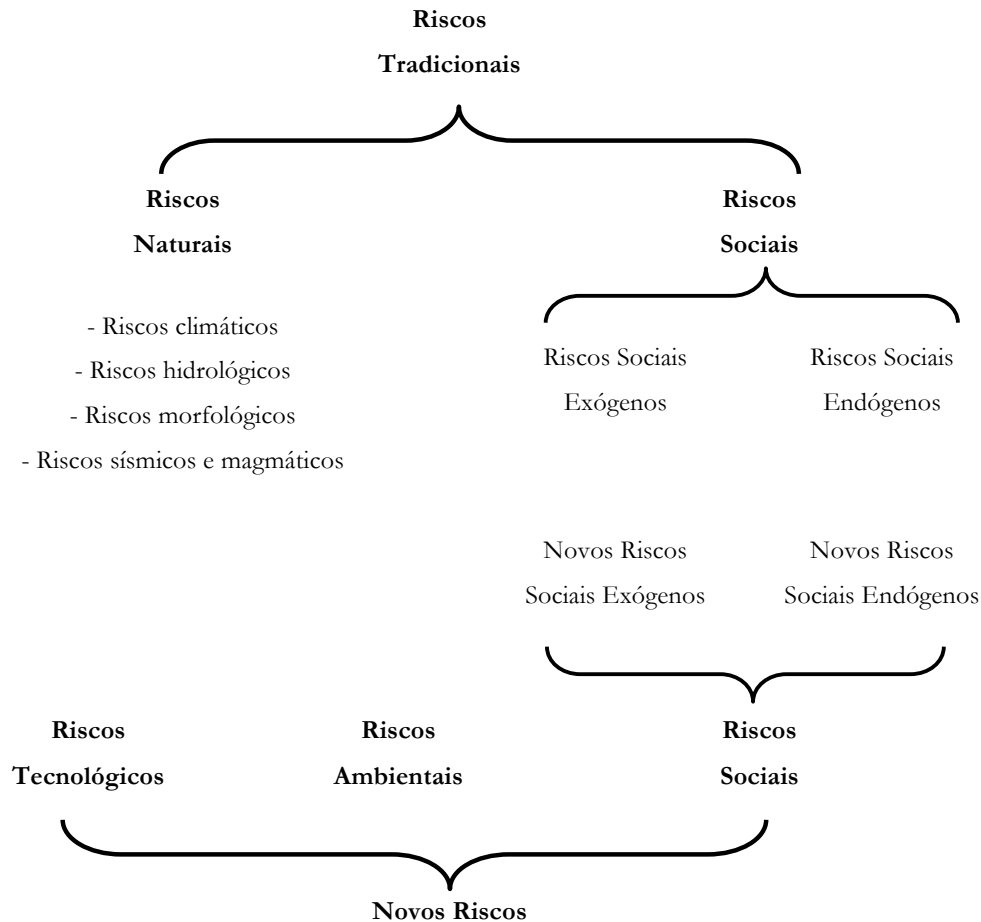 Riscos
Tradicionais
Riscos
Naturais
Riscos
Sociais
- Riscos climáticos
- Riscos hidrológicos
- Riscos morfológicos
- Riscos sísmicos e magmáticos
Riscos Sociais
Exógenos
Riscos Sociais
Endógenos
Novos Riscos
Sociais Exógenos
Novos Riscos
Sociais Endógenos
Riscos
Tecnológicos
Riscos
Ambientais
Riscos
Sociais
Novos Riscos